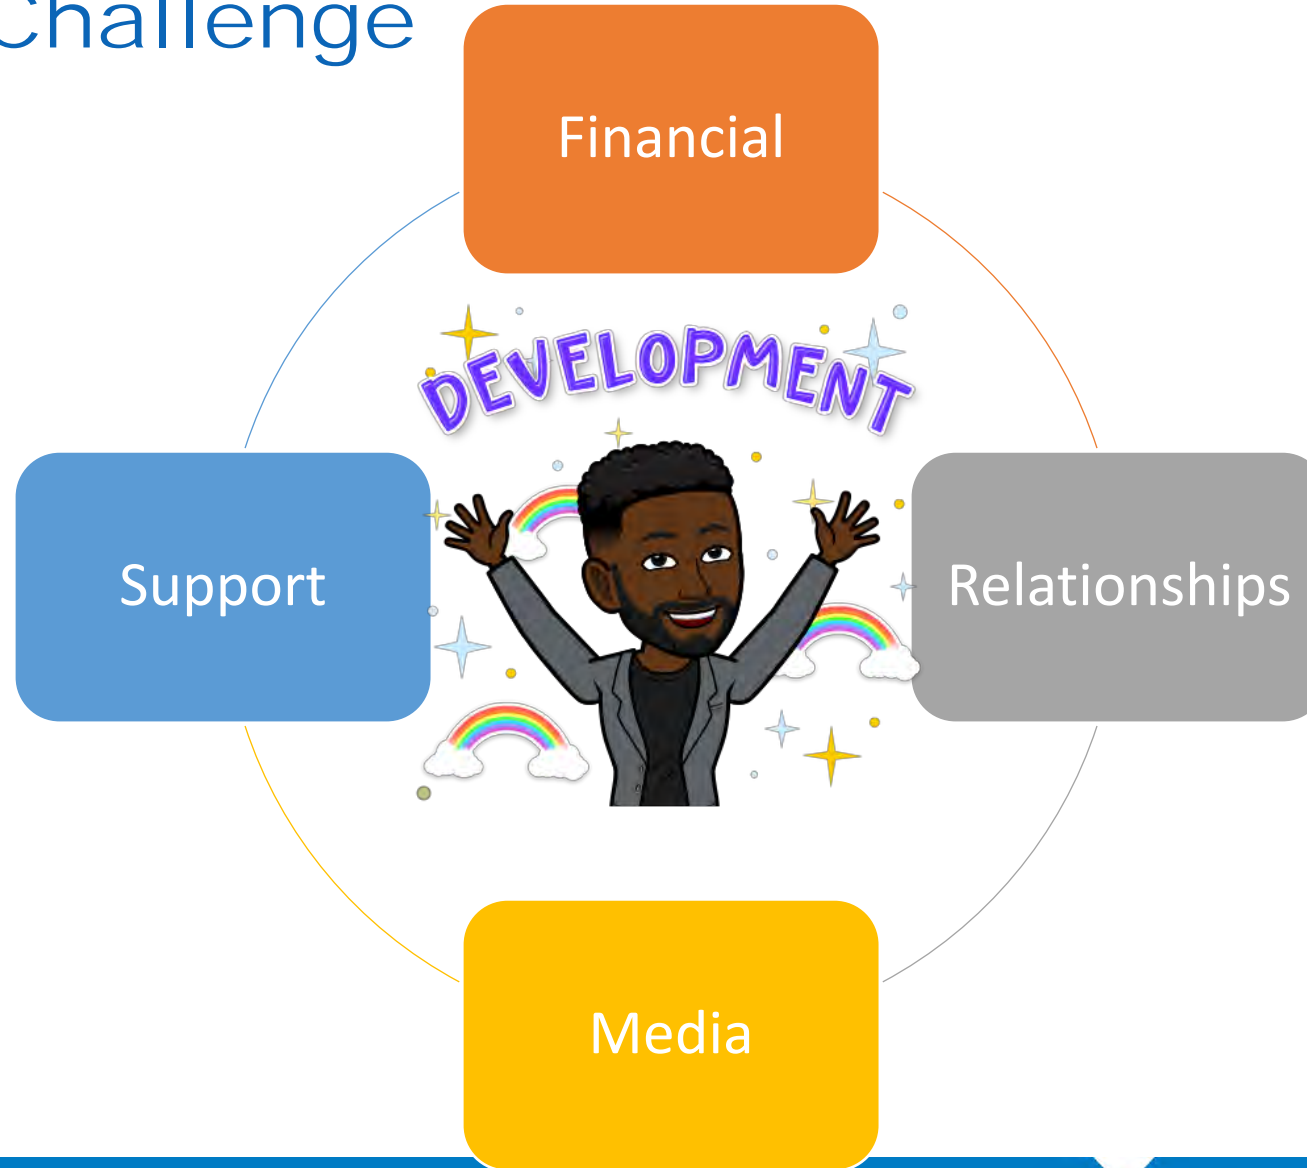 Challenge
Financial
DEVELOPMENT
Support
Relationships
Media